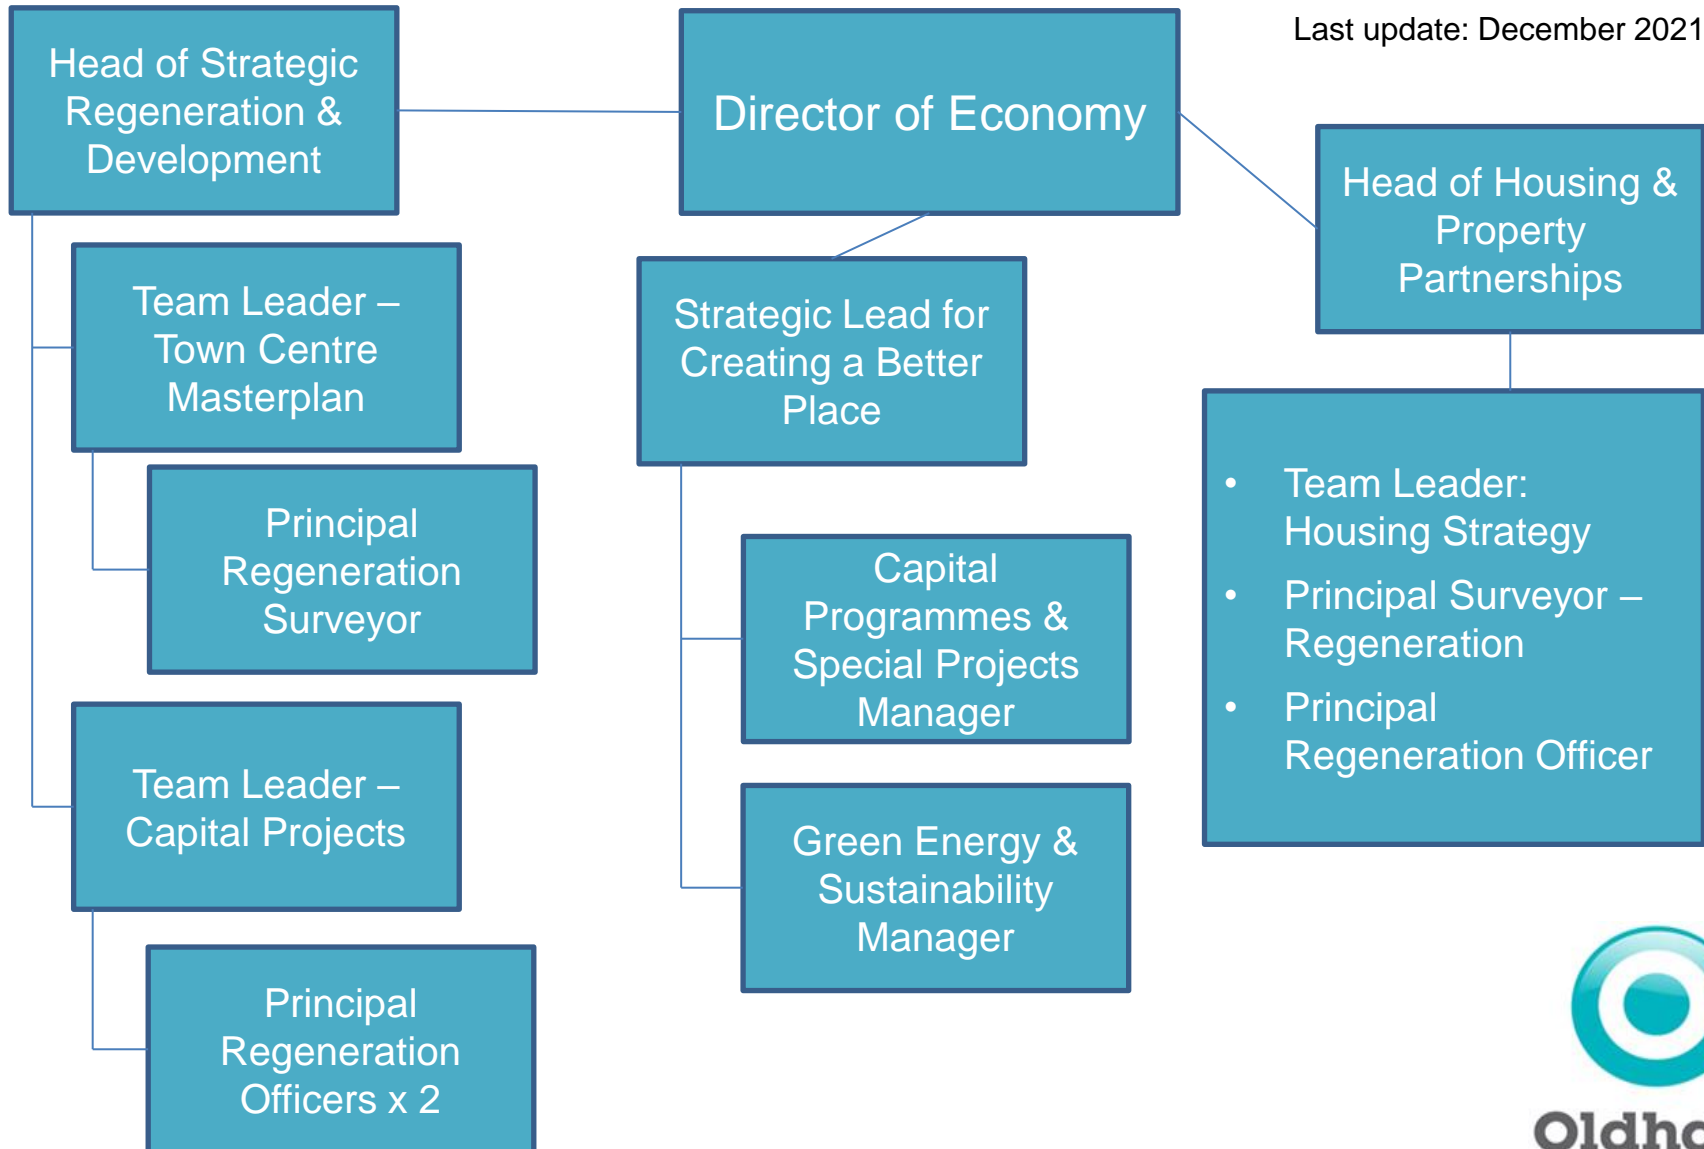 Last update: December 2021
Head of Strategic
Regeneration &
Development
Director of Economy
Head of Housing &
Property
Partnerships
Team Leader –
Town Centre
Masterplan
Strategic Lead for
Creating a Better
Place
Principal
Regeneration
Surveyor
Capital
Programmes &
Special Projects
Manager
• Team Leader:
Housing Strategy
• Principal Surveyor –
Regeneration
• Principal
Regeneration Officer
Team Leader –
Capital Projects
Green Energy &
Sustainability
Manager
Principal
Regeneration
Officers x 2